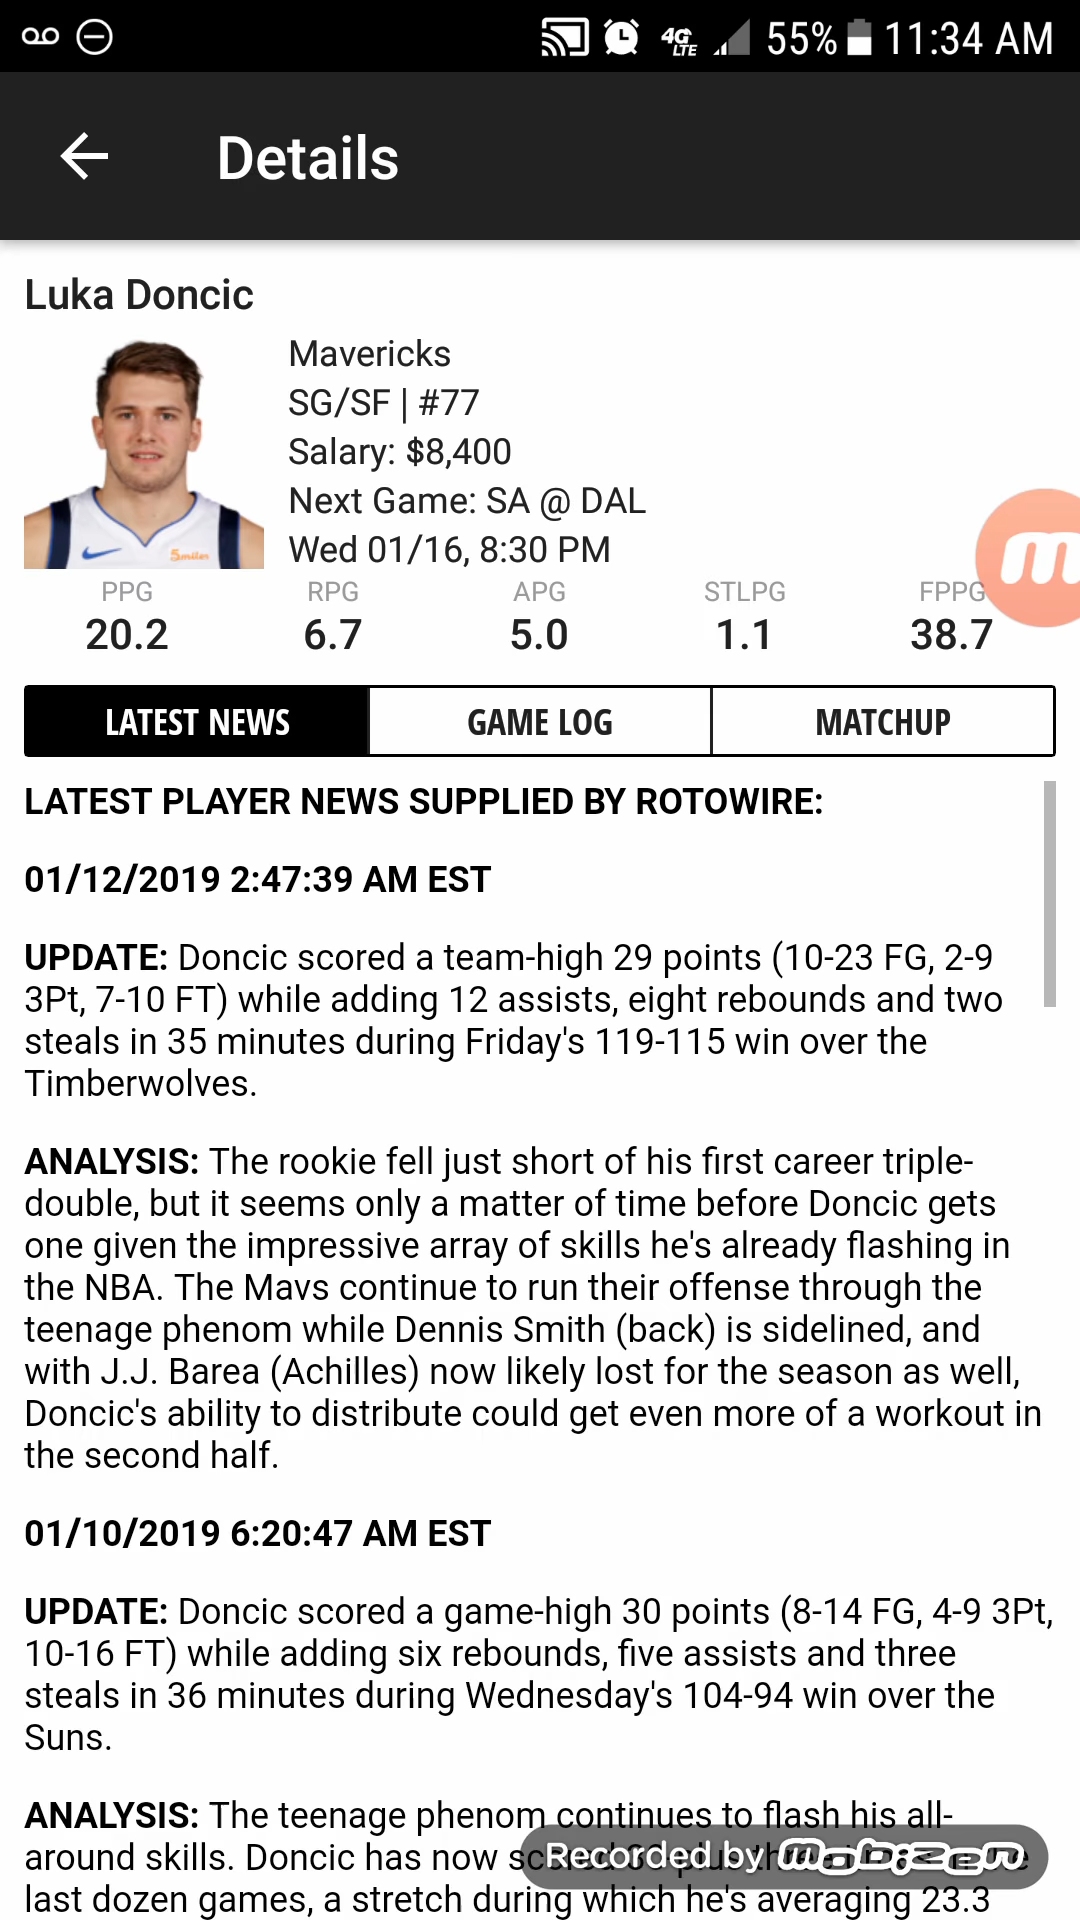 4G LTE 55% 11:34 AM
Details
Luka Doncic
Mavericks
SG/SF | #77
Salary: $8,400
Next Game: SA @ DAL
Wed 01/16, 8:30 PM
5miles
PPG RPG APG STLPG FPPG
20.2 6.7 5.0 1.1 38.7
LATEST NEWS GAME LOG MATCHUP
LATEST PLAYER NEWS SUPPLIED BY ROTOWIRE:
01/12/2019 2:47:39 AM EST
UPDATE: Doncic scored a team-high 29 points (10-23 FG, 2-9
3Pt, 7-10 FT) while adding 12 assists, eight rebounds and two
steals in 35 minutes during Friday's 119-115 win over the
Timberwolves.
ANALYSIS: The rookie fell just short of his first career triple-
double, but it seems only a matter of time before Doncic gets
one given the impressive array of skills he's already flashing in
the NBA. The Mavs continue to run their offense through the
teenage phenom while Dennis Smith (back) is sidelined, and
with J.J. Barea (Achilles) now likely lost for the season as well,
Doncic's ability to distribute could get even more of a workout in
the second half.
01/10/2019 6:20:47 AM EST
UPDATE: Doncic scored a game-high 30 points (8-14 FG, 4-9 3Pt,
10-16 FT) while adding six rebounds, five assists and three
steals in 36 minutes during Wednesday's 104-94 win over the
Suns.
ANALYSIS: The teenage phenom continues to flash his all-
around skills. Doncic has now
Recorded by mobizen
last dozen games, a stretch during which he's averaging 23.3